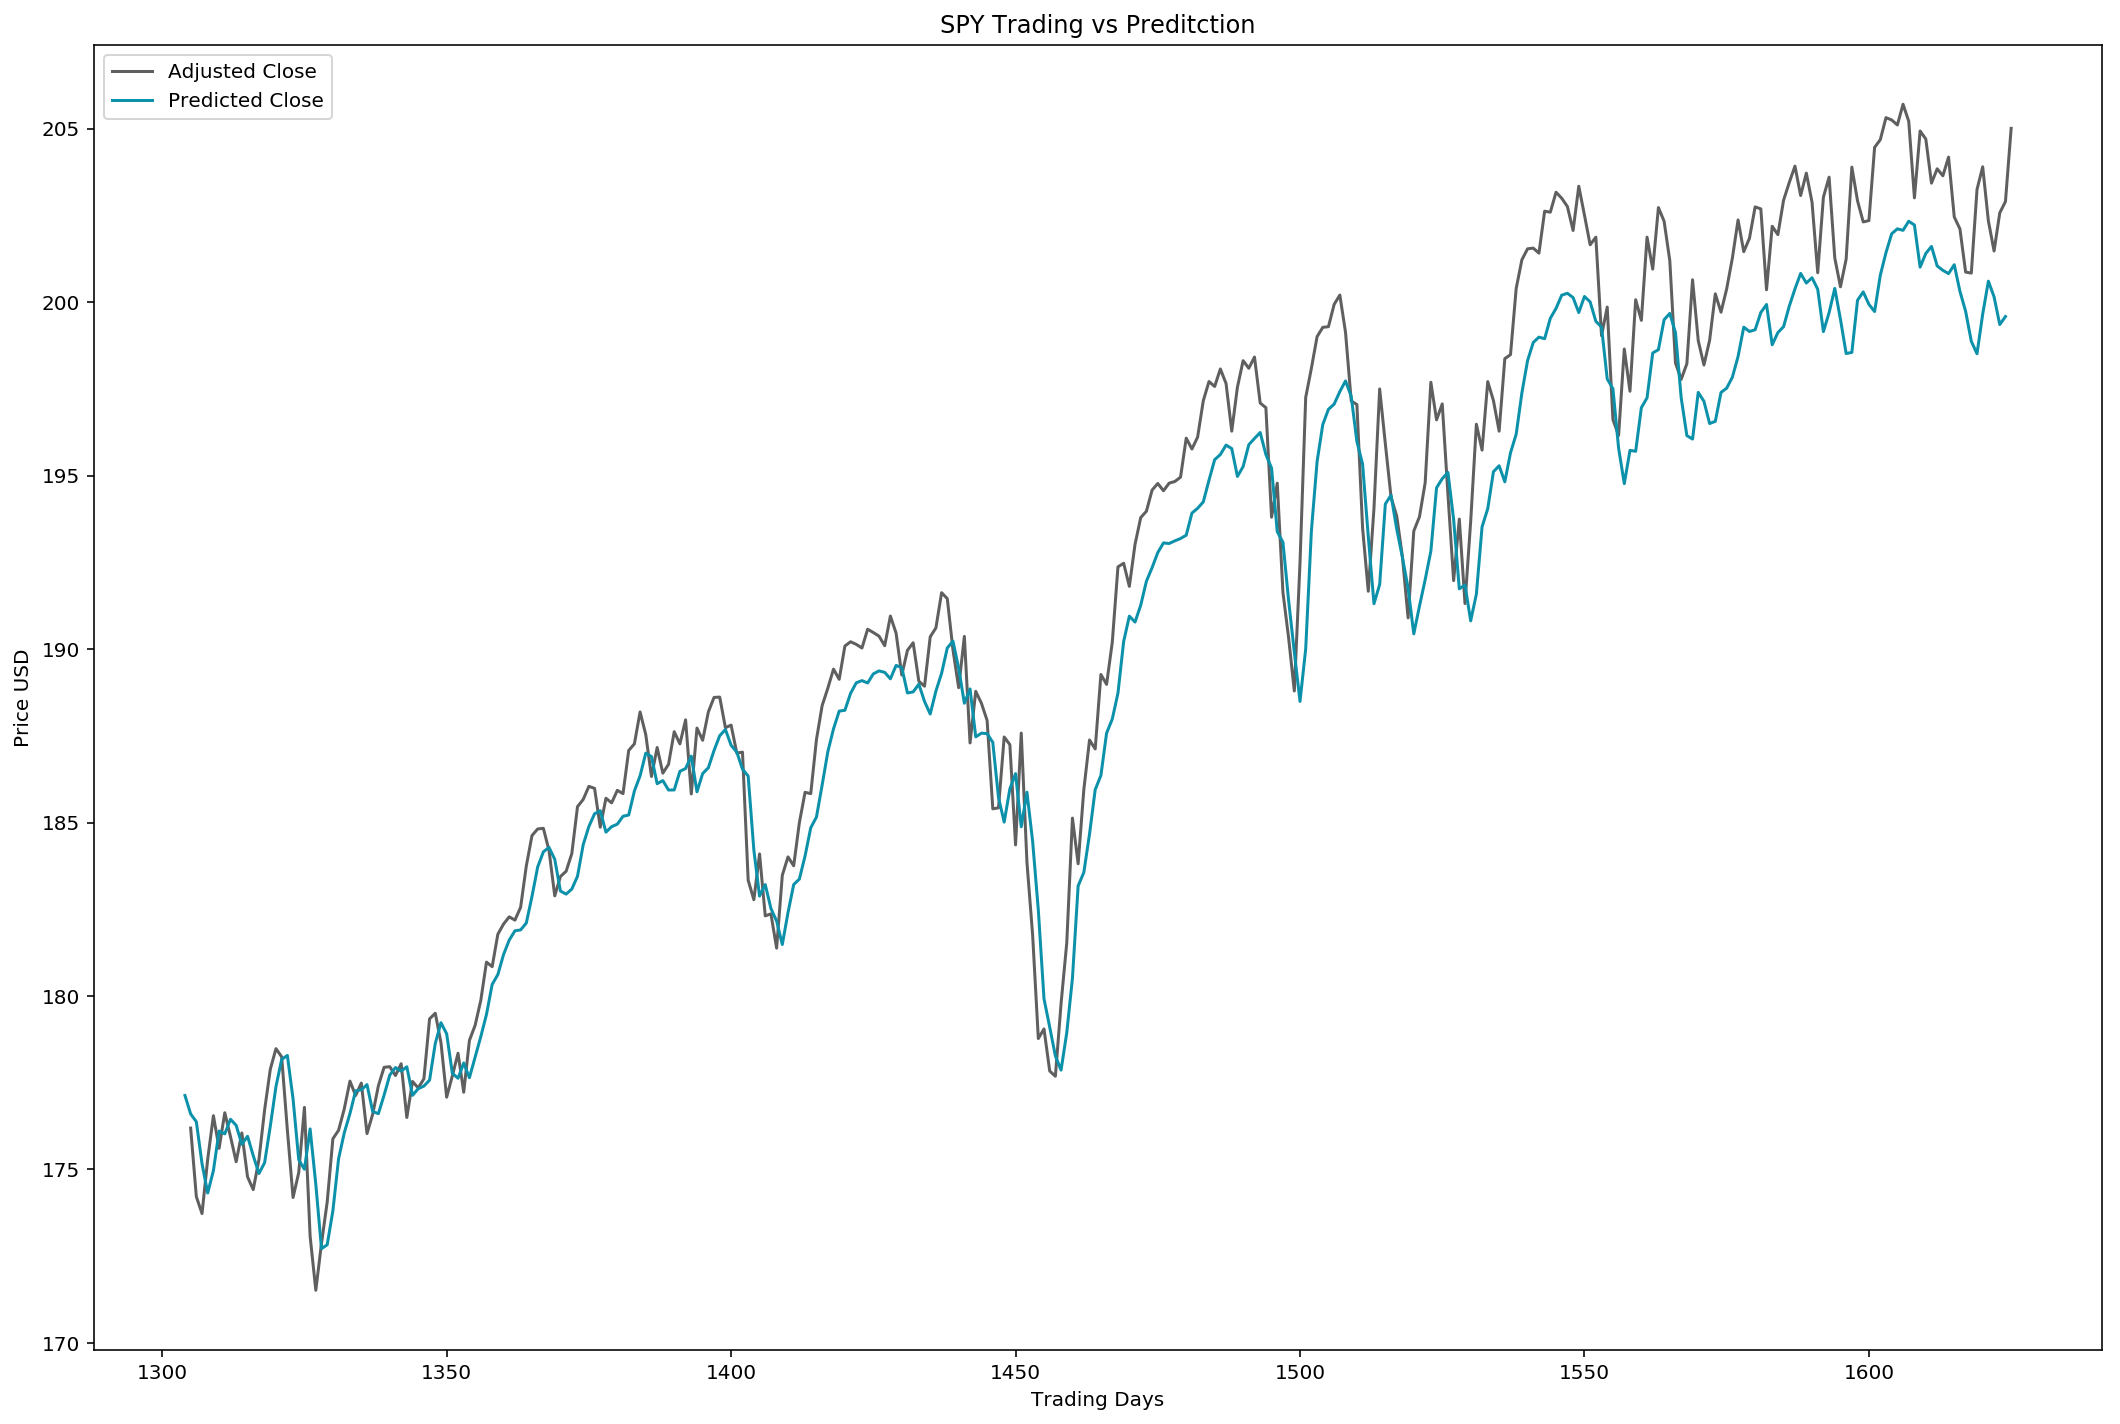 SPY Trading vs Preditction
Adjusted Close
Predicted Close
205
200
195
190
185
180
175
170
Price USD
1300 1350 1400 1450 1500 1550 1600
Trading Days